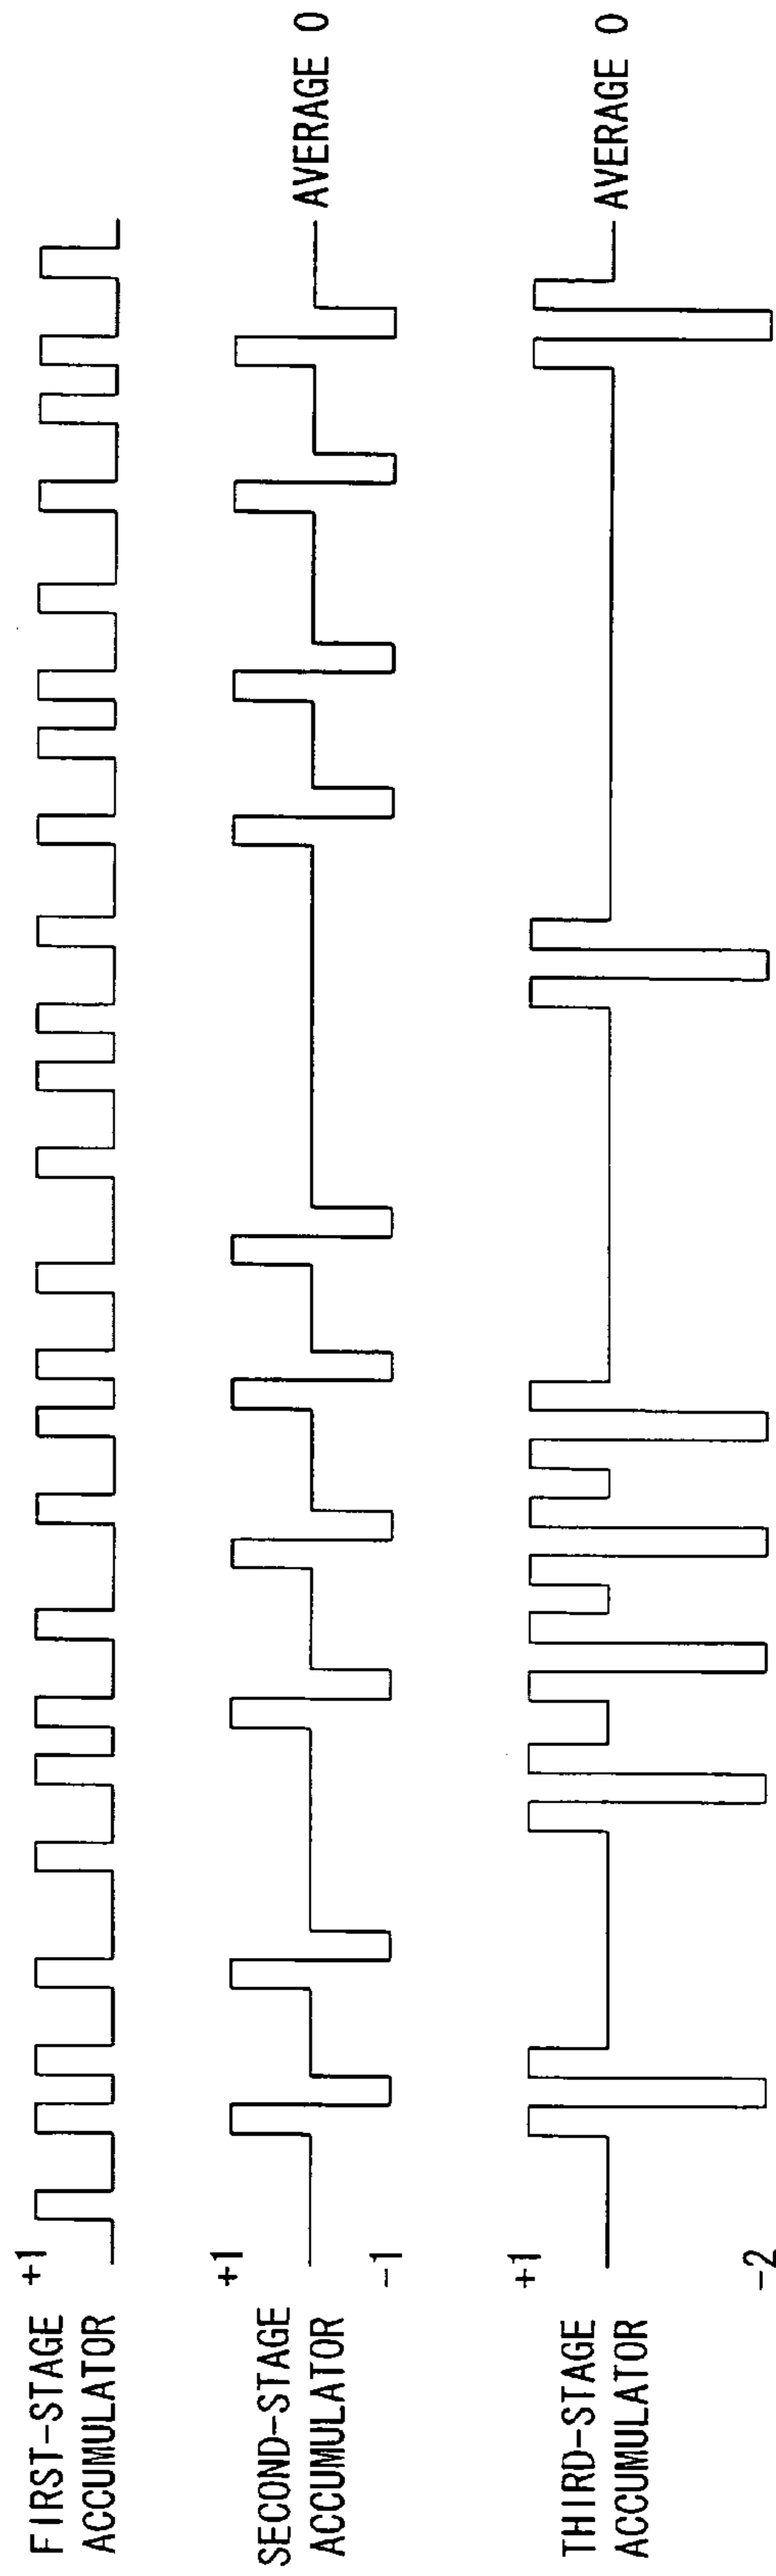 FIRST-STAGE
ACCUMULATOR
+1
SECOND-STAGE
ACCUMULATOR
+1
-1
AVERAGE 0
THIRD-STAGE
ACCUMULATOR
+1
-2
AVERAGE 0